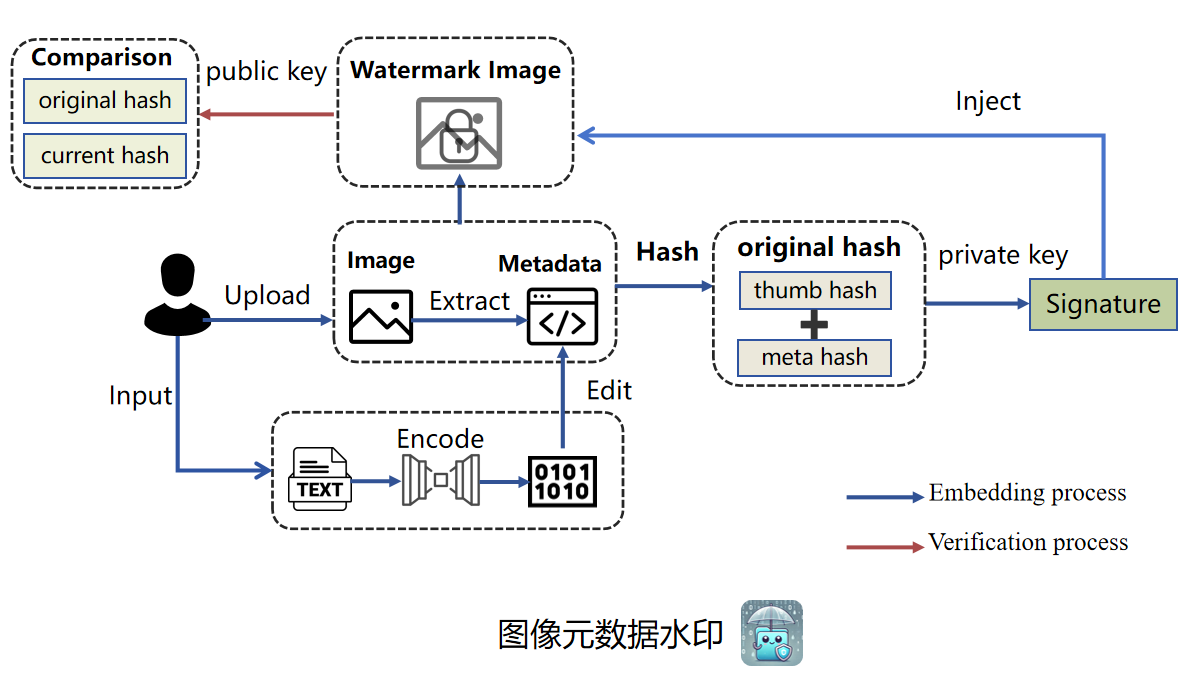 Comparison
original hash
current hash
public key
Watermark Image
Inject
Image
Metadata
Upload
Extract
</>
Hash
original hash
thumb hash
meta hash
private key
Signature
Input
Edit
Encode
TEXT
0101
1010
Embedding process
Verification process
图像元数据水印